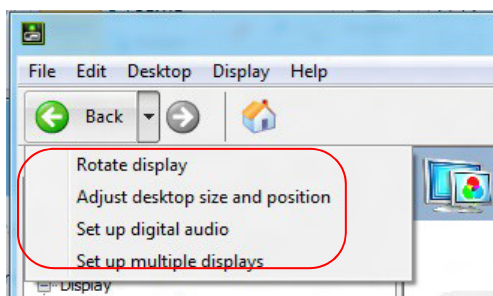 File Edit Desktop Display Help
Back
Rotate display
Adjust desktop size and position
Set up digital audio
Set up multiple displays
Display